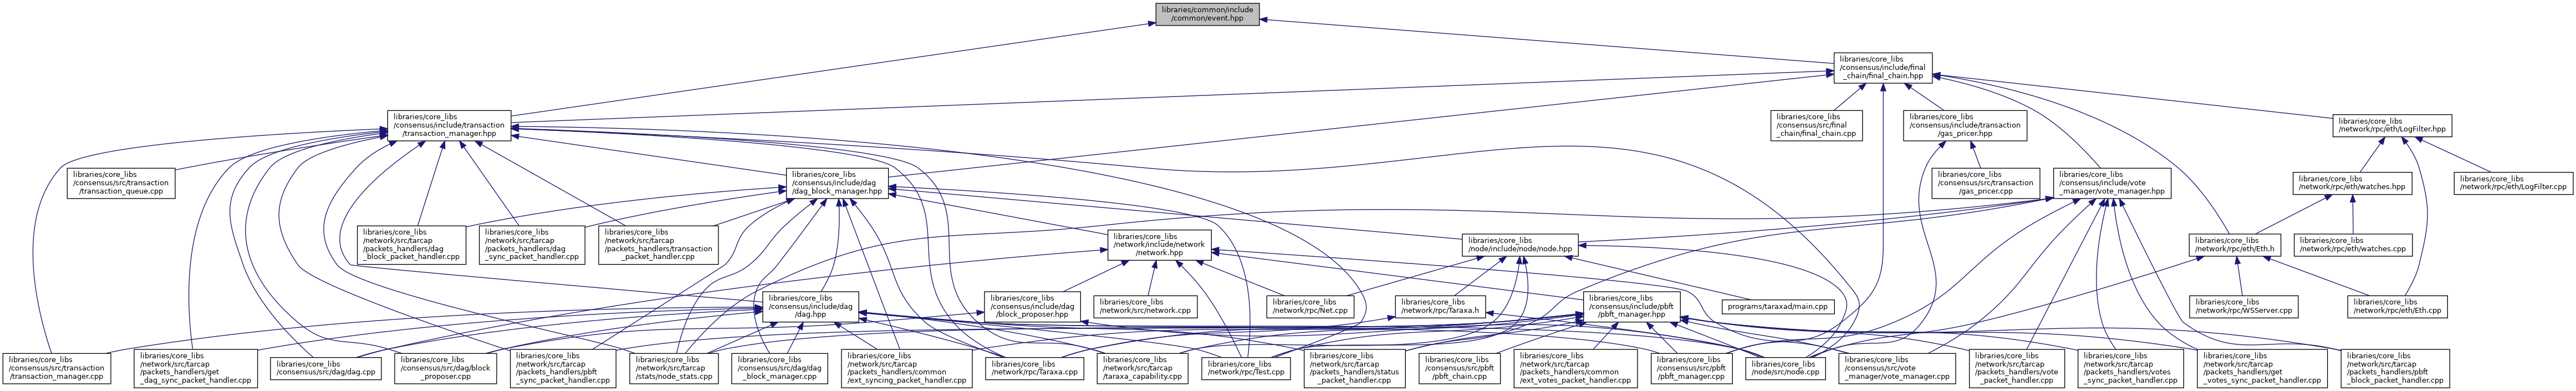 libraries/common/include
/common/event.hpp
libraries/core_libs
/consensus/include/final
_chain/final_chain.hpp
libraries/core_libs
/consensus/include/transaction
/transaction_manager.hpp
libraries/core_libs
/consensus/src/final
_chain/final_chain.cpp
libraries/core_libs
/consensus/include/transaction
/gas_pricer.hpp
libraries/core_libs
/network/rpc/eth/LogFilter.hpp
libraries/core_libs
/consensus/src/transaction
/transaction_queue.cpp
libraries/core_libs
/consensus/include/dag
/dag_block_manager.hpp
libraries/core_libs
/consensus/src/transaction
/gas_pricer.cpp
libraries/core_libs
/consensus/include/vote
_manager/vote_manager.hpp
libraries/core_libs
/network/rpc/eth/watches.hpp
libraries/core_libs
/network/rpc/eth/LogFilter.cpp
libraries/core_libs
/network/src/tarcap
/packets_handlers/dag
_block_packet_handler.cpp
libraries/core_libs
/network/src/tarcap
/packets_handlers/dag
_sync_packet_handler.cpp
libraries/core_libs
/network/src/tarcap
/packets_handlers/transaction
_packet_handler.cpp
libraries/core_libs
/network/include/network
/network.hpp
libraries/core_libs
/node/include/node/node.hpp
libraries/core_libs
/network/rpc/eth/Eth.h
libraries/core_libs
/network/rpc/eth/watches.cpp
libraries/core_libs
/consensus/include/dag
/dag.hpp
libraries/core_libs
/consensus/include/dag
/block_proposer.hpp
libraries/core_libs
/network/src/network.cpp
libraries/core_libs
/network/rpc/Net.cpp
libraries/core_libs
/network/rpc/Taraxa.h
libraries/core_libs
/consensus/include/pbft
/pbft_manager.hpp
programs/taraxad/main.cpp
libraries/core_libs
/network/rpc/WSServer.cpp
libraries/core_libs
/network/rpc/eth/Eth.cpp
libraries/core_libs
/consensus/src/transaction
/transaction_manager.cpp
libraries/core_libs
/network/src/tarcap
/packets_handlers/get
_dag_sync_packet_handler.cpp
libraries/core_libs
/consensus/src/dag/dag.cpp
libraries/core_libs
/consensus/src/dag/block
_proposer.cpp
libraries/core_libs
/network/src/tarcap
/packets_handlers/pbft
_sync_packet_handler.cpp
libraries/core_libs
/network/src/tarcap
/stats/node_stats.cpp
libraries/core_libs
/consensus/src/dag/dag
_block_manager.cpp
libraries/core_libs
/network/src/tarcap
/packets_handlers/common
/ext_syncing_packet_handler.cpp
libraries/core_libs
/network/rpc/Taraxa.cpp
libraries/core_libs
/network/src/tarcap
/taraxa_capability.cpp
libraries/core_libs
/network/rpc/Test.cpp
libraries/core_libs
/network/src/tarcap
/packets_handlers/status
_packet_handler.cpp
libraries/core_libs
/consensus/src/pbft
/pbft_chain.cpp
libraries/core_libs
/network/src/tarcap
/packets_handlers/common
/ext_votes_packet_handler.cpp
libraries/core_libs
/consensus/src/pbft
/pbft_manager.cpp
libraries/core_libs
/node/src/node.cpp
libraries/core_libs
/consensus/src/vote
_manager/vote_manager.cpp
libraries/core_libs
/network/src/tarcap
/packets_handlers/vote
_packet_handler.cpp
libraries/core_libs
/network/src/tarcap
/packets_handlers/votes
_sync_packet_handler.cpp
libraries/core_libs
/network/src/tarcap
/packets_handlers/get
_votes_sync_packet_handler.cpp
libraries/core_libs
/network/src/tarcap
/packets_handlers/pbft
_block_packet_handler.cpp